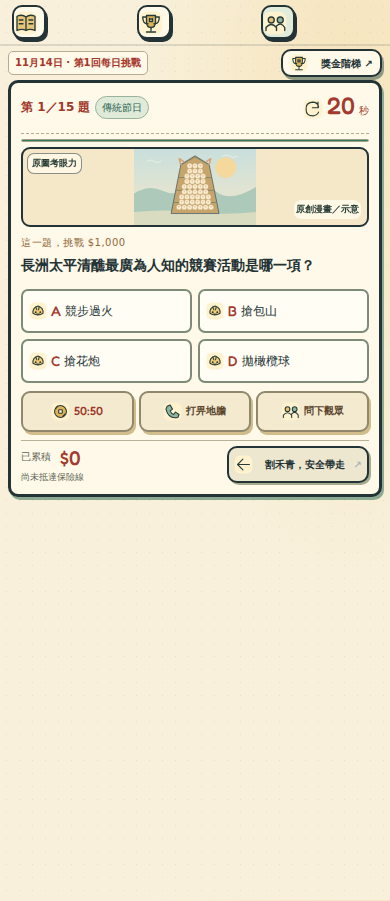 11月14日·第1回每日挑戰
獎金階梯 ↗
第 1／15 題 傳統節日
20 秒
原圖考眼力
原創漫畫／示意
這一題，挑戰 $1,000
長洲太平清醮最廣為人知的競賽活動是哪一項？
A 競步過火
B 搶包山
C 搶花炮
D 拋橄欖球
50:50
打畀地膽
問下觀眾
已累積 $0
尚未抵達保險線
割禾青，安全帶走 ↗